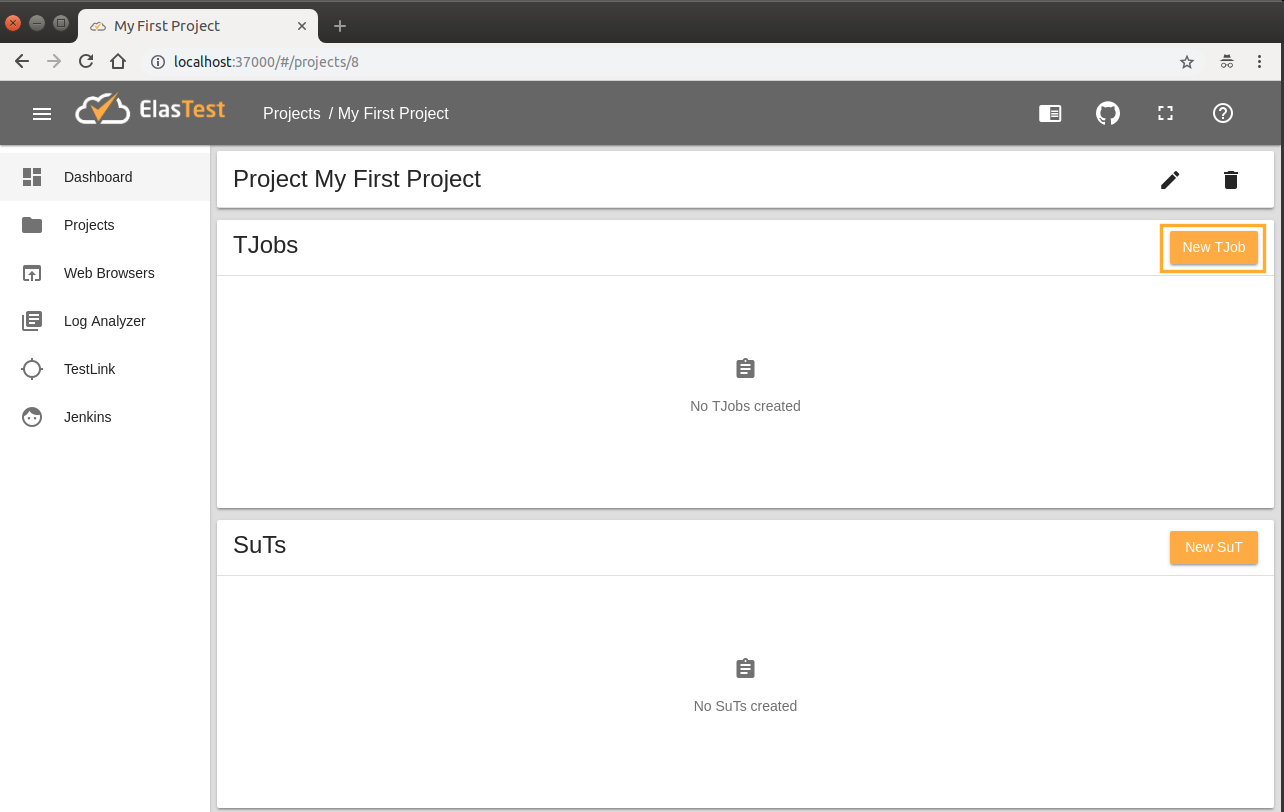 My First Project
localhost:37000/#/projects/8
ElasTest
Projects / My First Project
Dashboard
Projects
Web Browsers
Log Analyzer
TestLink
Jenkins
Project My First Project
TJobs
New TJob
No TJobs created
SuTs
New SuT
No SuTs created